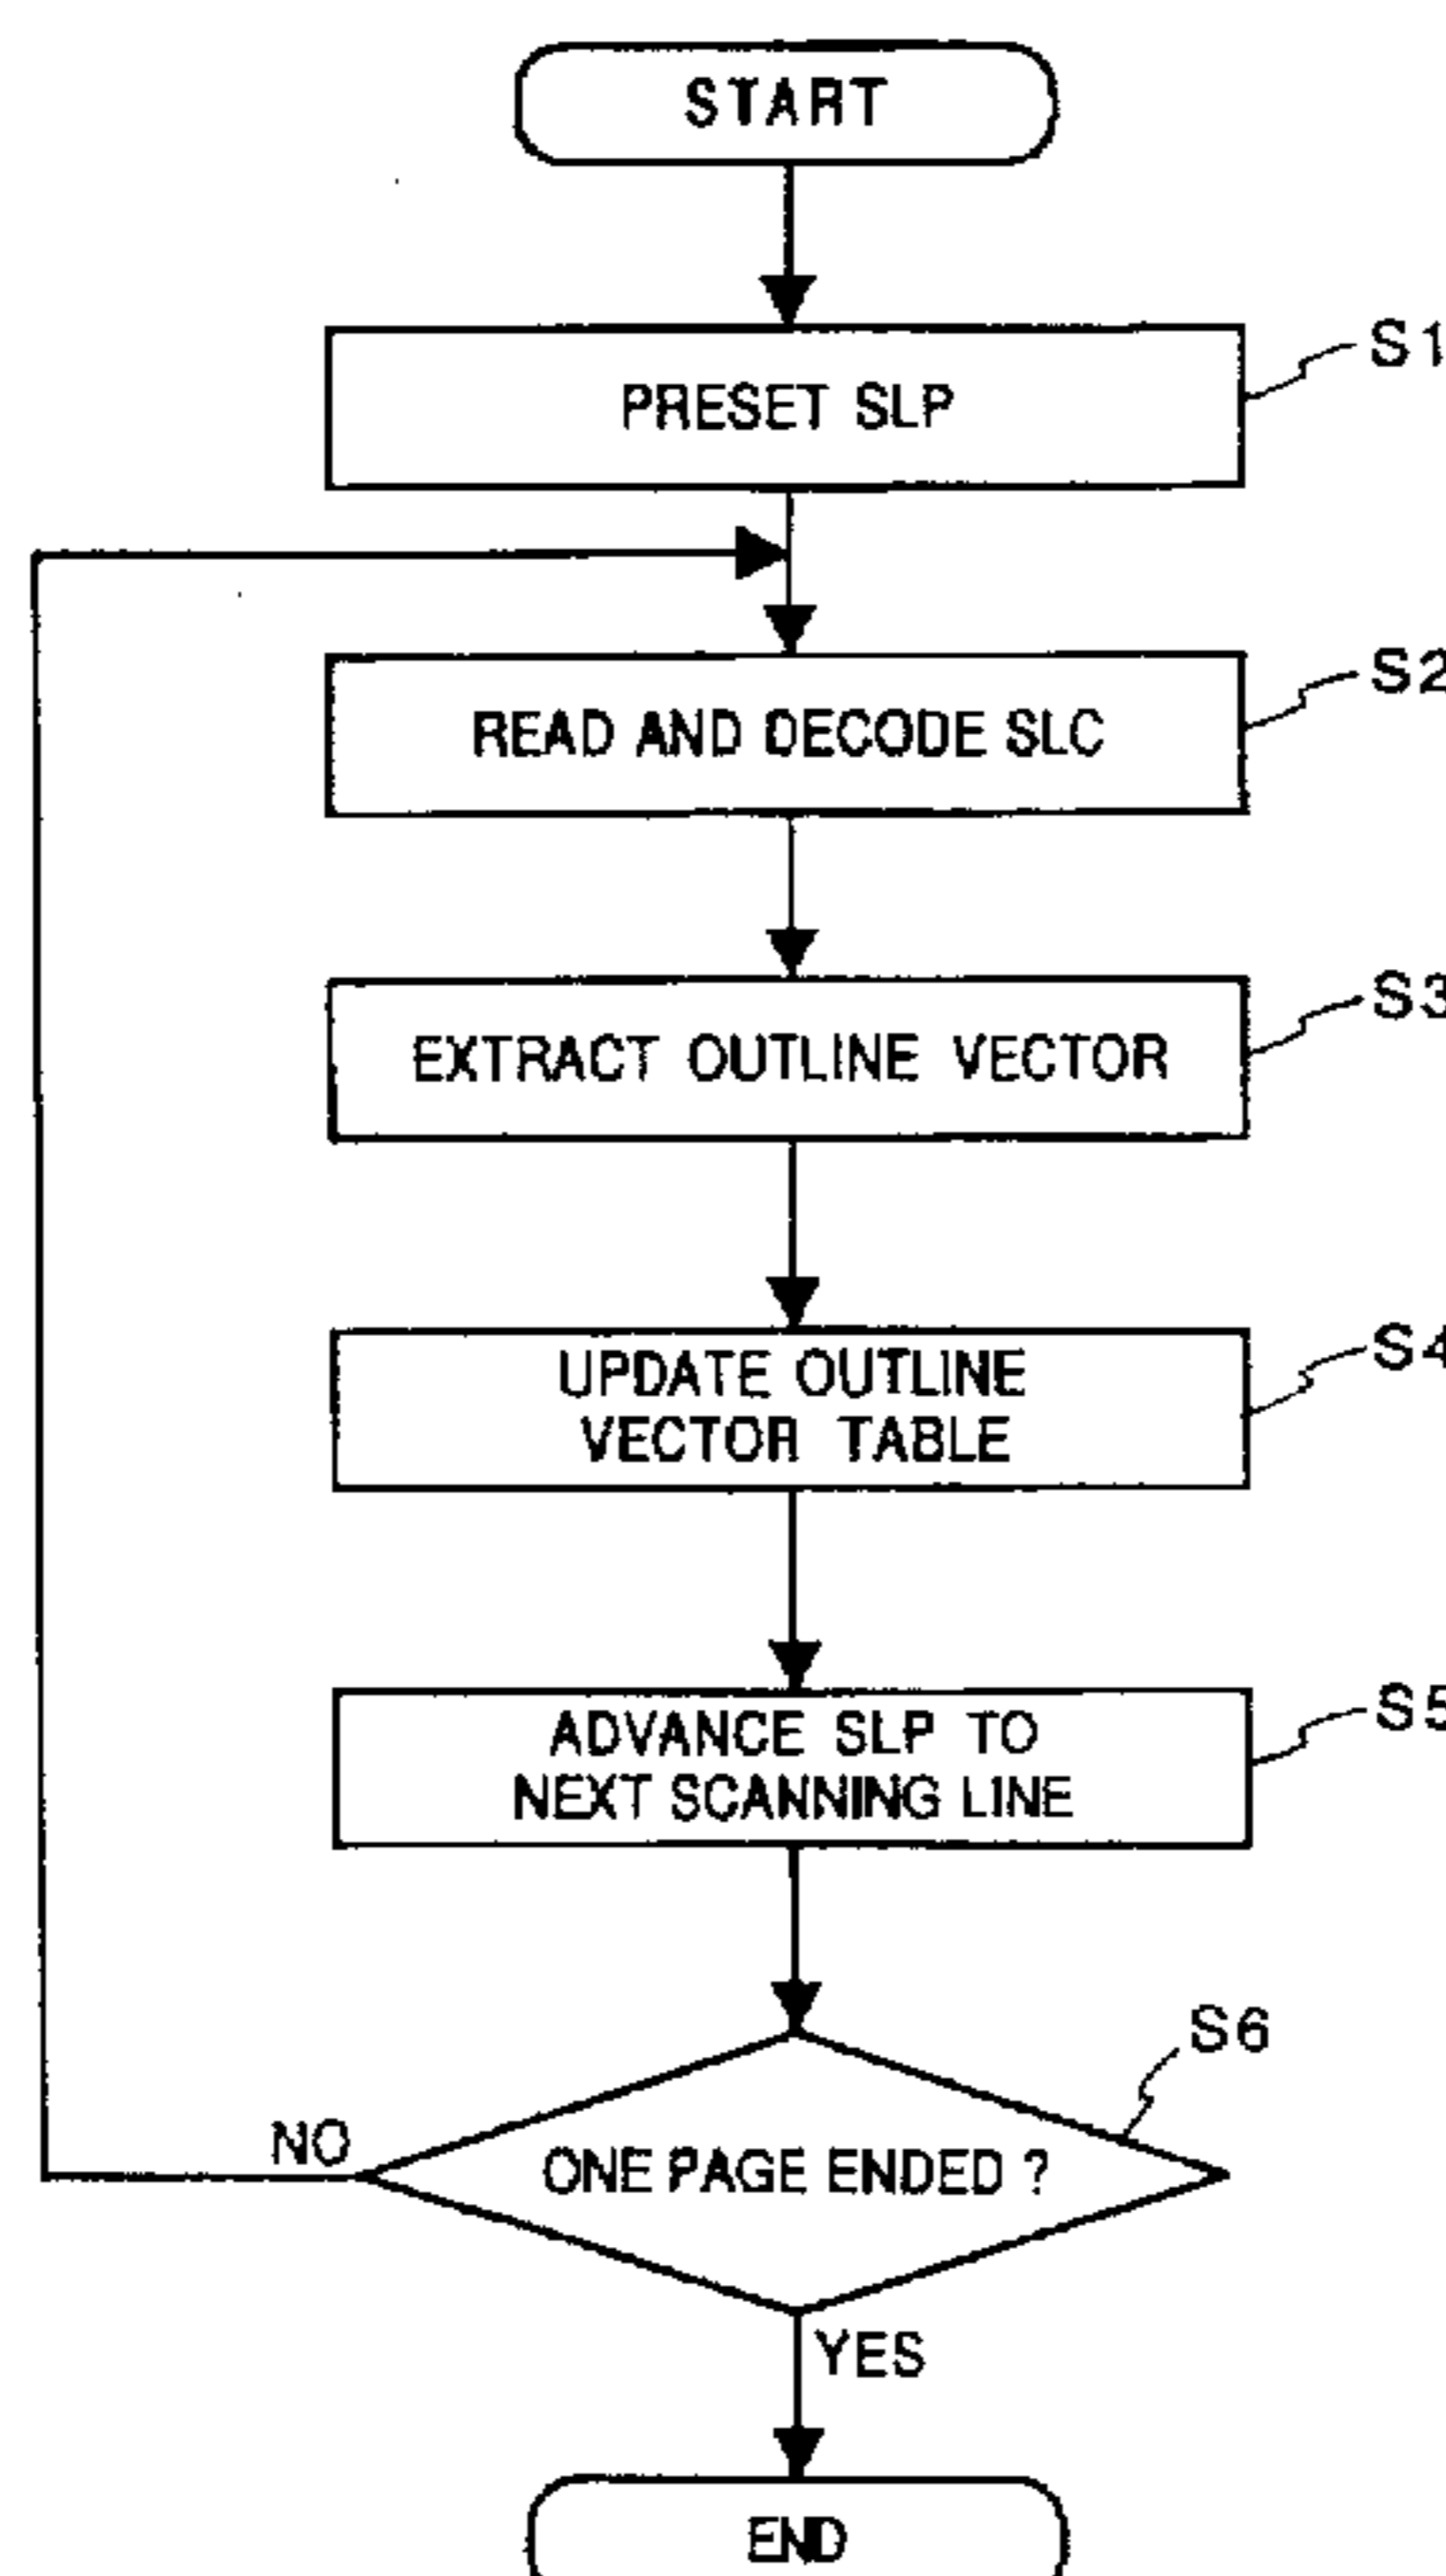 START
PRESET SLP
S1
READ AND DECODE SLC
S2
EXTRACT OUTLINE VECTOR
S3
UPDATE OUTLINE
VECTOR TABLE
S4
ADVANCE SLP TO
NEXT SCANNING LINE
S5
S6
NO
ONE PAGE ENDED ?
YES
END